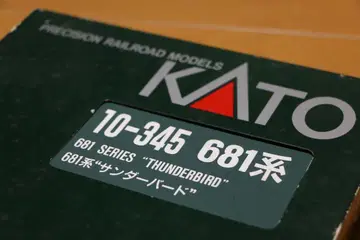 PRECISION RAILROAD MODELS
KATO
10-345 681系
681 SERIES "THUNDERBIRD"
681系"サンダーバード"